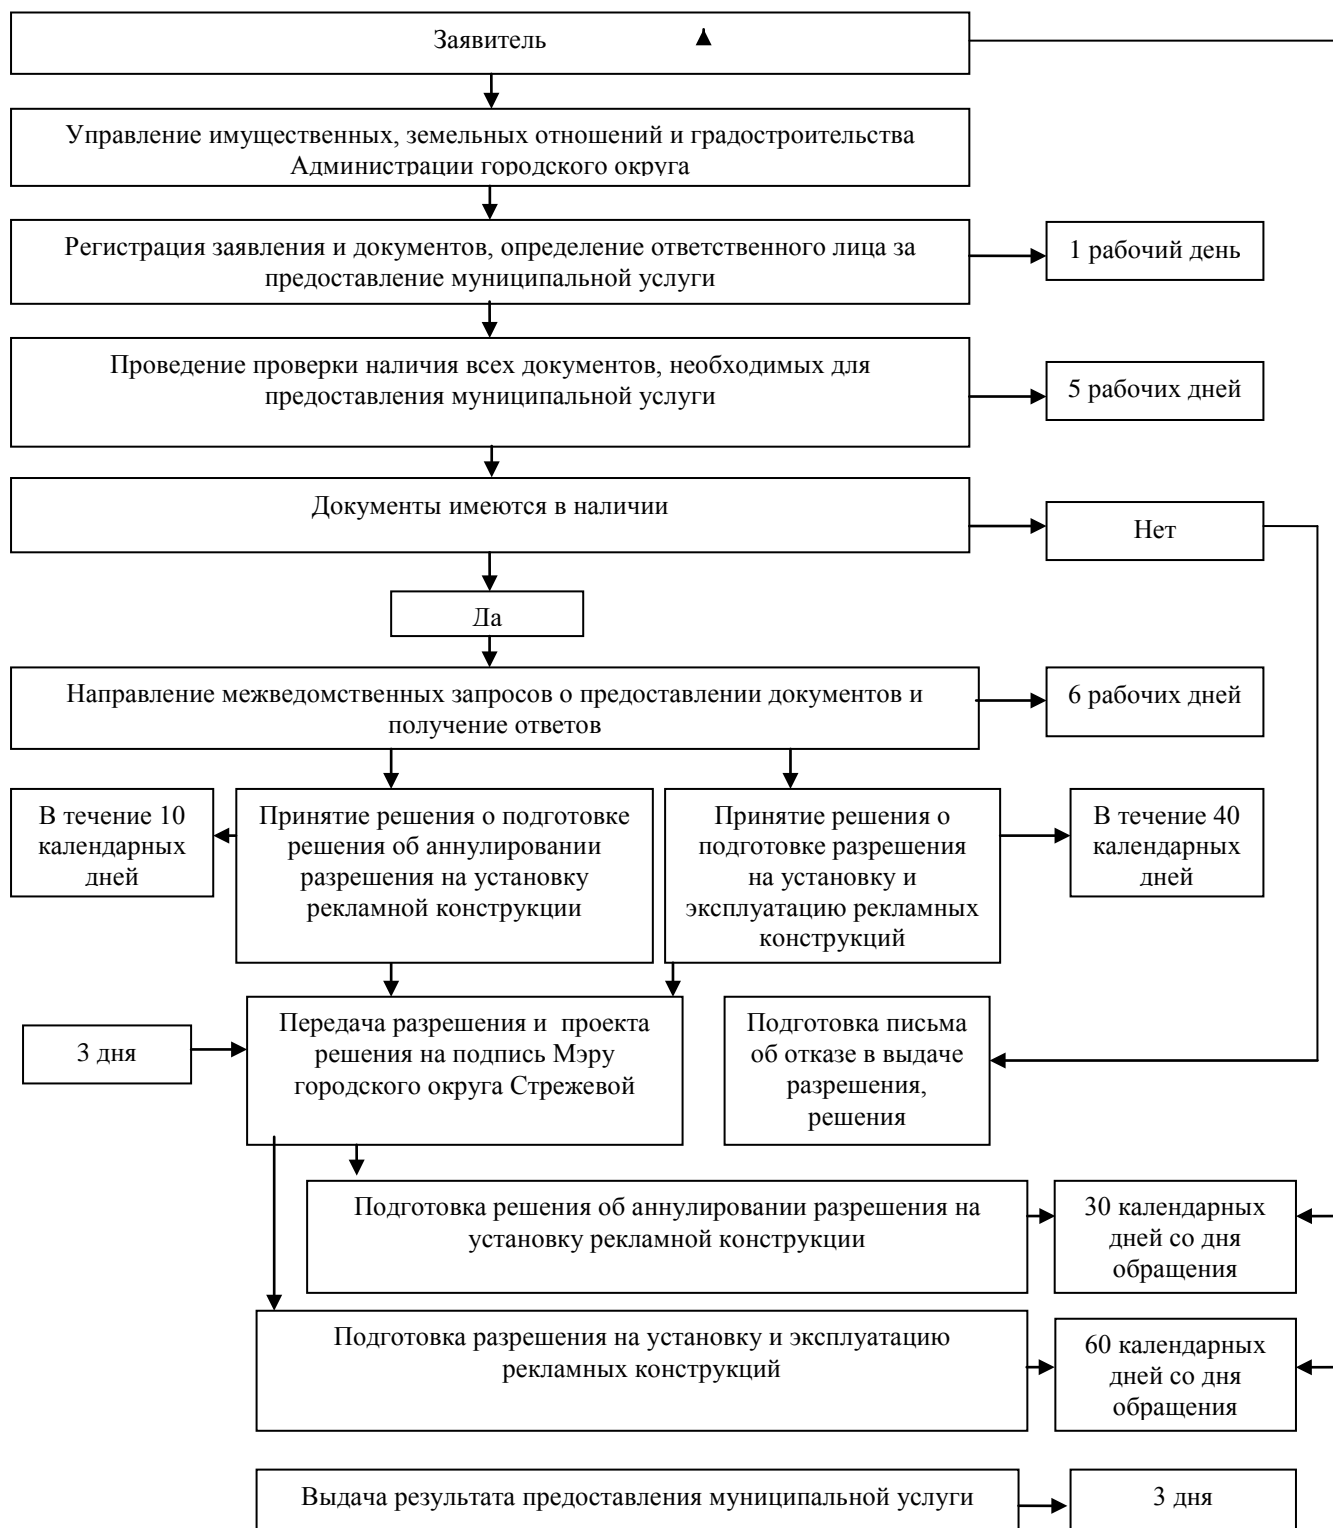 Заявитель
Управление имущественных, земельных отношений и градостроительства
Администрации городского округа
Регистрация заявления и документов, определение ответственного лица за
предоставление муниципальной услуги
1 рабочий день
Проведение проверки наличия всех документов, необходимых для
предоставления муниципальной услуги
5 рабочих дней
Документы имеются в наличии
Нет
Да
Направление межведомственных запросов о предоставлении документов и
получение ответов
6 рабочих дней
В течение 10
календарных
дней
Принятие решения о подготовке
решения об аннулировании
разрешения на установку
рекламной конструкции
Принятие решения о
подготовке разрешения
на установку и
эксплуатацию рекламных
конструкций
В течение 40
календарных
дней
3 дня
Передача разрешения и проекта
решения на подпись Мэру
городского округа Стрежевой
Подготовка письма
об отказе в выдаче
разрешения,
решения
Подготовка решения об аннулировании разрешения на
установку рекламной конструкции
30 календарных
дней со дня
обращения
Подготовка разрешения на установку и эксплуатацию
рекламных конструкций
60 календарных
дней со дня
обращения
Выдача результата предоставления муниципальной услуги
3 дня